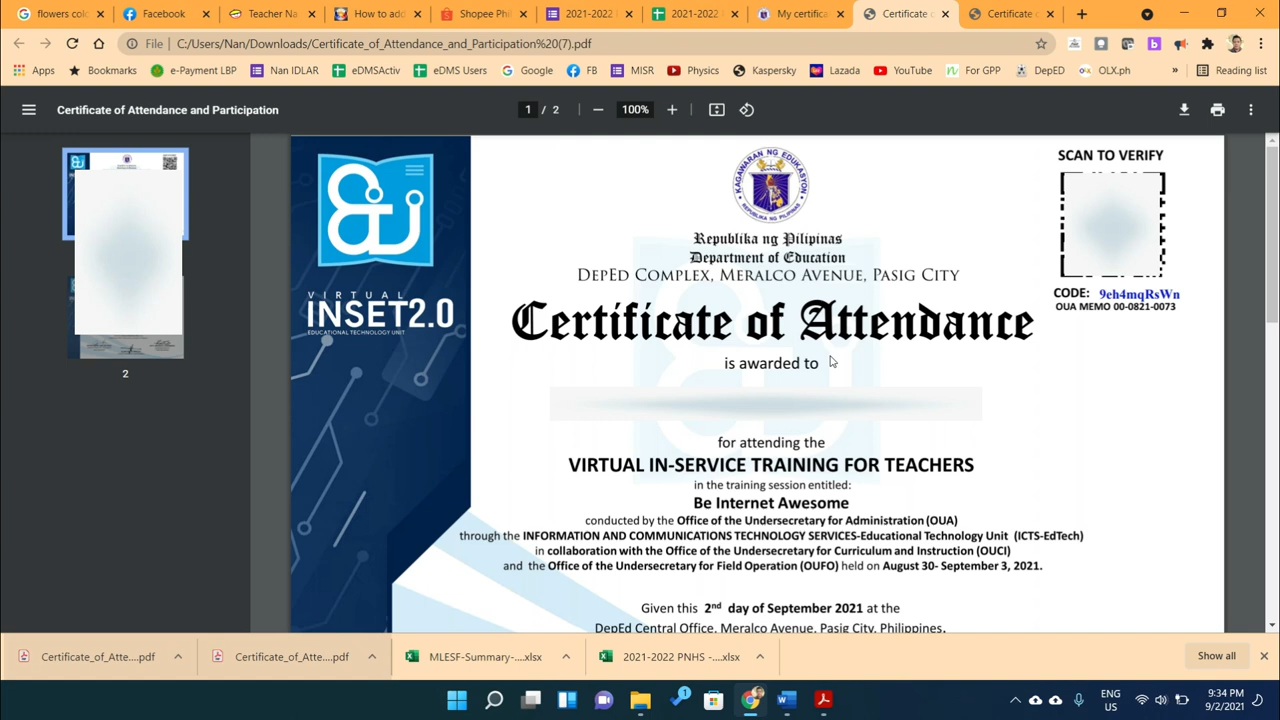 flowers colo
Facebook
Teacher Na
How to add
Shopee Phi
2021-2022
2021-2022
My certifica
Certificate o
Certificate o
File C:/Users/Nan/Downloads/Certificate_of_Attendance_and_Participation%20(7).pdf
Apps
Bookmarks
e-Payment LBP
Nan IDLAR
eDMSActiv
eDMS Users
Google
FB
MISR
Physics
Kaspersky
Lazada
YouTube
For GPP
DepED
OLX.ph
»
Reading list
Certificate of Attendance and Participation
1 / 2
100%
2
VIRTUAL
INSET2.0
EDUCATIONAL TECHNOLOGY UNIT
KAGAWARAN NG EDUKASYON
REPUBLIKA NG PILIPINAS
SCAN TO VERIFY
Republika ng Pilipinas
Department of Education
DepEd Complex, Meralco Avenue, Pasig City
CODE: 9eh4mqRsWn
OUA MEMO 00-0821-0073
Certificate of Attendance
is awarded to
for attending the
VIRTUAL IN-SERVICE TRAINING FOR TEACHERS
in the training session entitled:
Be Internet Awesome
conducted by the Office of the Undersecretary for Administration (OUA)
through the INFORMATION AND COMMUNICATIONS TECHNOLOGY SERVICES-Educational Technology Unit (ICTS-EdTech)
in collaboration with the Office of the Undersecretary for Curriculum and Instruction (OUCI)
and the Office of the Undersecretary for Field Operation (OUFO) held on August 30- September 3, 2021.
Given this 2nd day of September 2021 at the
DepEd Central Office, Meralco Avenue, Pasig City, Philippines.
Certificate_of_Atte....pdf
Certificate_of_Atte....pdf
MLESF-Summary-....xlsx
2021-2022 PNHS -....xlsx
Show all
1
ENG
US
9:34 PM
9/2/2021